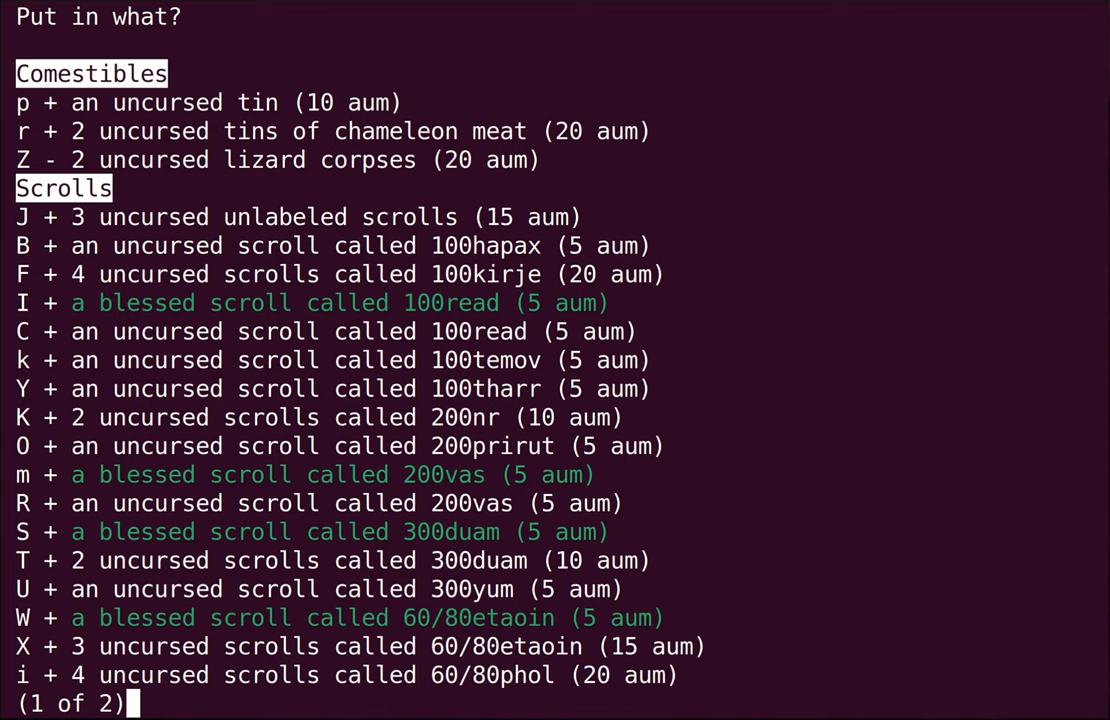 Put in what?
Comestibles
p + an uncursed tin (10 aum)
r + 2 uncursed tins of chameleon meat (20 aum)
Z - 2 uncursed lizard corpses (20 aum)
Scrolls
J + 3 uncursed unlabeled scrolls (15 aum)
B + an uncursed scroll called 100hapax (5 aum)
F + 4 uncursed scrolls called 100kirje (20 aum)
I + a blessed scroll called 100read (5 aum)
C + an uncursed scroll called 100read (5 aum)
k + an uncursed scroll called 100temov (5 aum)
Y + an uncursed scroll called 100tharr (5 aum)
K + 2 uncursed scrolls called 200nr (10 aum)
O + an uncursed scroll called 200prirut (5 aum)
m + a blessed scroll called 200vas (5 aum)
R + an uncursed scroll called 200vas (5 aum)
S + a blessed scroll called 300duam (5 aum)
T + 2 uncursed scrolls called 300duam (10 aum)
U + an uncursed scroll called 300yum (5 aum)
W + a blessed scroll called 60/80etaoin (5 aum)
X + 3 uncursed scrolls called 60/80etaoin (15 aum)
i + 4 uncursed scrolls called 60/80phol (20 aum)
(1 of 2)